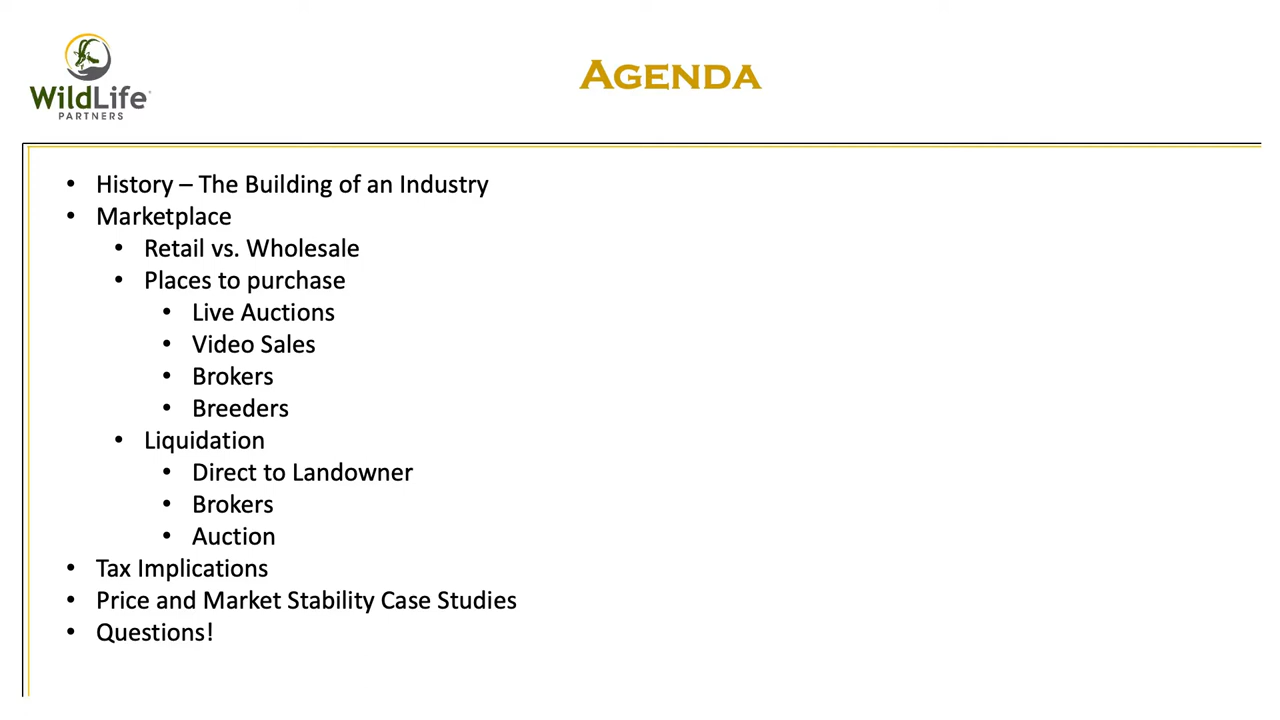 WildLife
PARTNERS
AGENDA
• History – The Building of an Industry
• Marketplace
• Retail vs. Wholesale
• Places to purchase
• Live Auctions
• Video Sales
• Brokers
• Breeders
• Liquidation
• Direct to Landowner
• Brokers
• Auction
• Tax Implications
• Price and Market Stability Case Studies
• Questions!